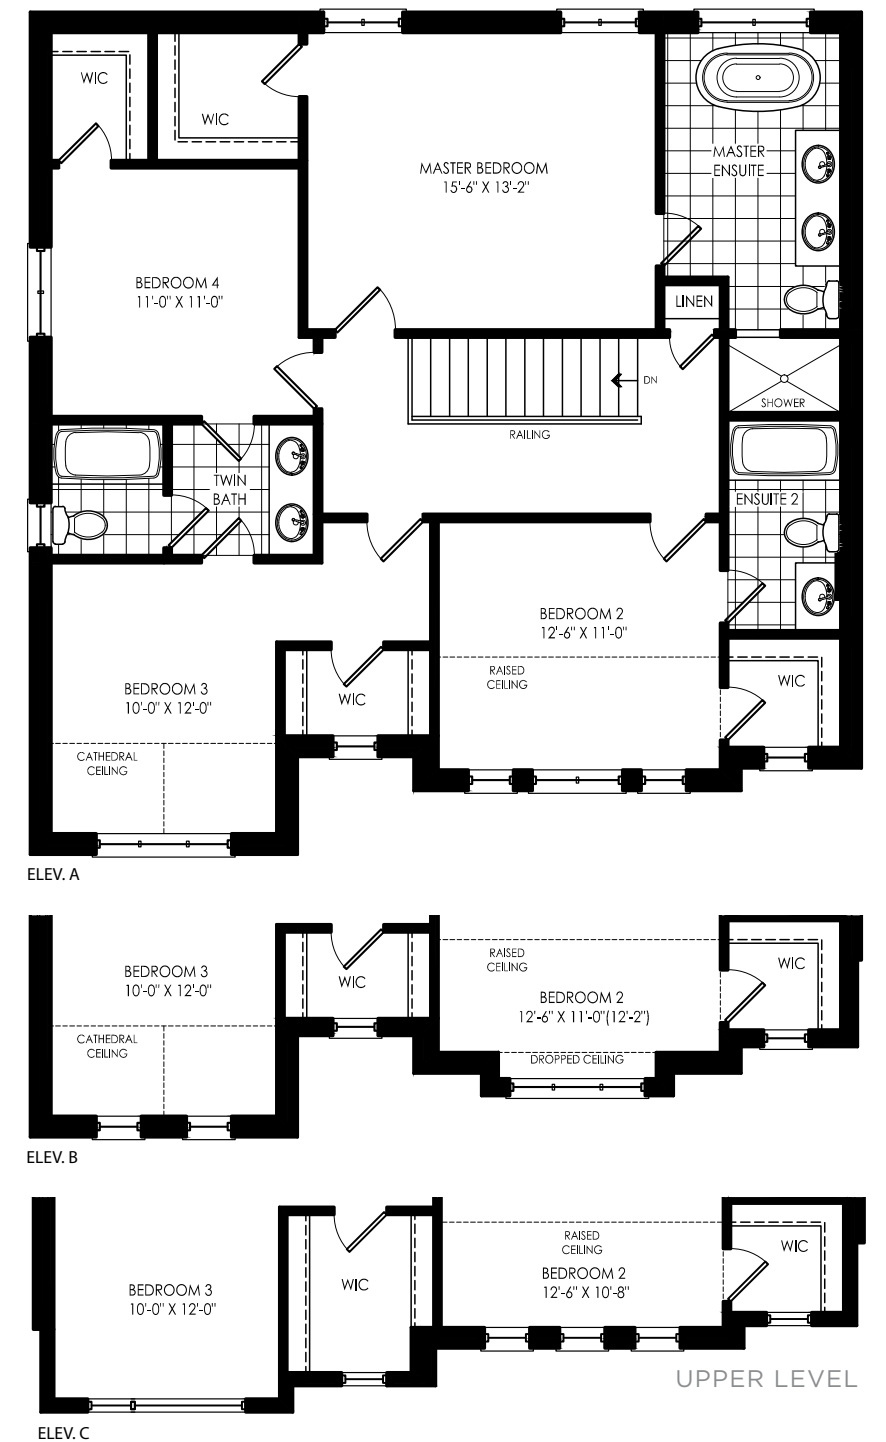 WIC
WIC
MASTER BEDROOM
15'-6" X 13'-2"
MASTER
ENSUITE
BEDROOM 4
11'-0" X 11'-0"
LINEN
DN
SHOWER
RAILING
TWIN
BATH
ENSUITE 2
BEDROOM 2
12'-6" X 11'-0"
RAISED
CEILING
WIC
BEDROOM 3
10'-0" X 12'-0"
WIC
CATHEDRAL
CEILING
ELEV. A
RAISED
CEILING
WIC
BEDROOM 3
10'-0" X 12'-0"
WIC
BEDROOM 2
12'-6" X 11'-0"(12'-2")
CATHEDRAL
CEILING
DROPPED CEILING
ELEV. B
RAISED
CEILING
WIC
BEDROOM 3
10'-0" X 12'-0"
WIC
BEDROOM 2
12'-6" X 10'-8"
UPPER LEVEL
ELEV. C